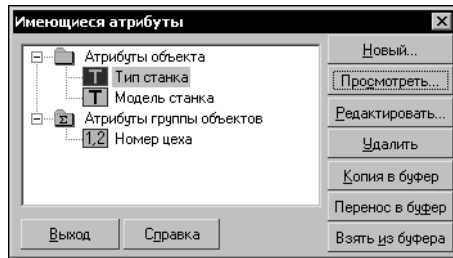 Имеющиеся атрибуты
Атрибуты объекта
T Тип станка
T Модель станка
Σ Атрибуты группы объектов
1,2 Номер цеха
Новый...
Просмотреть...
Редактировать...
Удалить
Копия в буфер
Перенос в буфер
Взять из буфера
Выход
Справка